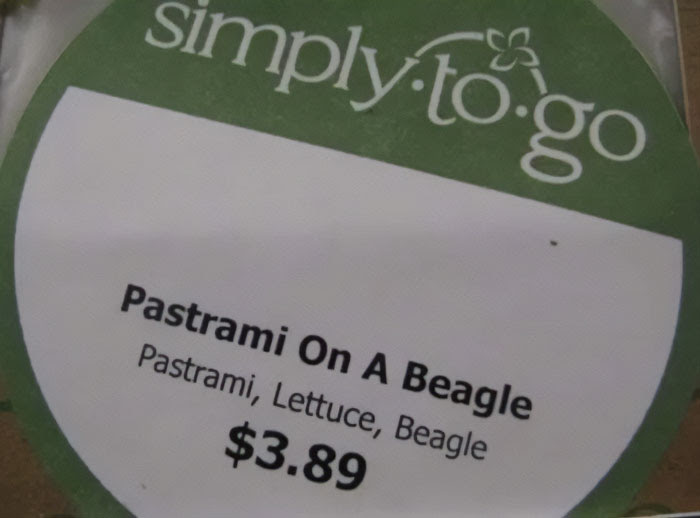 simply·to·go
Pastrami On A Beagle
Pastrami, Lettuce, Beagle
$3.89